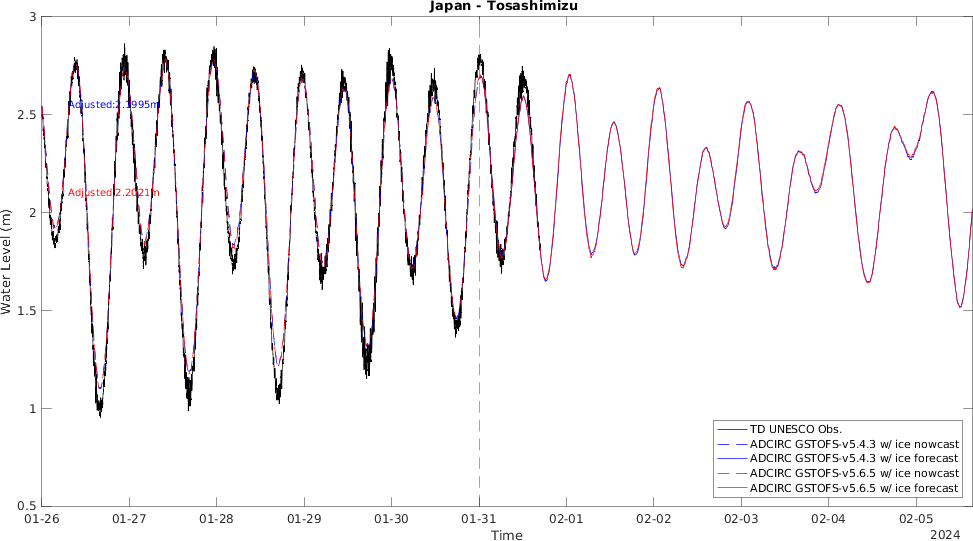 Japan - Tosashimizu
3
2.5
2
1.5
1
0.5
Water Level (m)
Adjusted:2.1995m
Adjusted:2.2021m
TD UNESCO Obs.
ADCIRC GSTOFS-v5.4.3 w/ ice nowcast
ADCIRC GSTOFS-v5.4.3 w/ ice forecast
ADCIRC GSTOFS-v5.6.5 w/ ice nowcast
ADCIRC GSTOFS-v5.6.5 w/ ice forecast
01-26 01-27 01-28 01-29 01-30 01-31 02-01 02-02 02-03 02-04 02-05
Time
2024